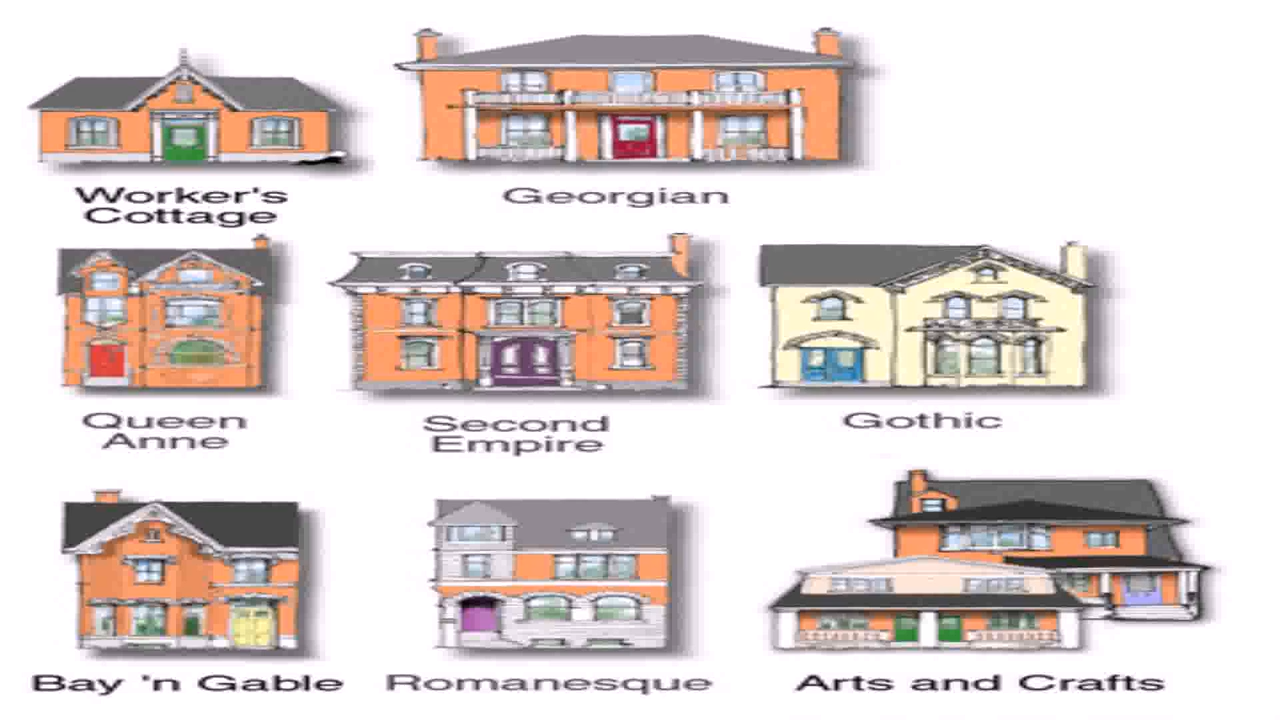 Worker's
Cottage
Georgian
Queen
Anne
Second
Empire
Gothic
Bay 'n Gable
Romanesque
Arts and Crafts